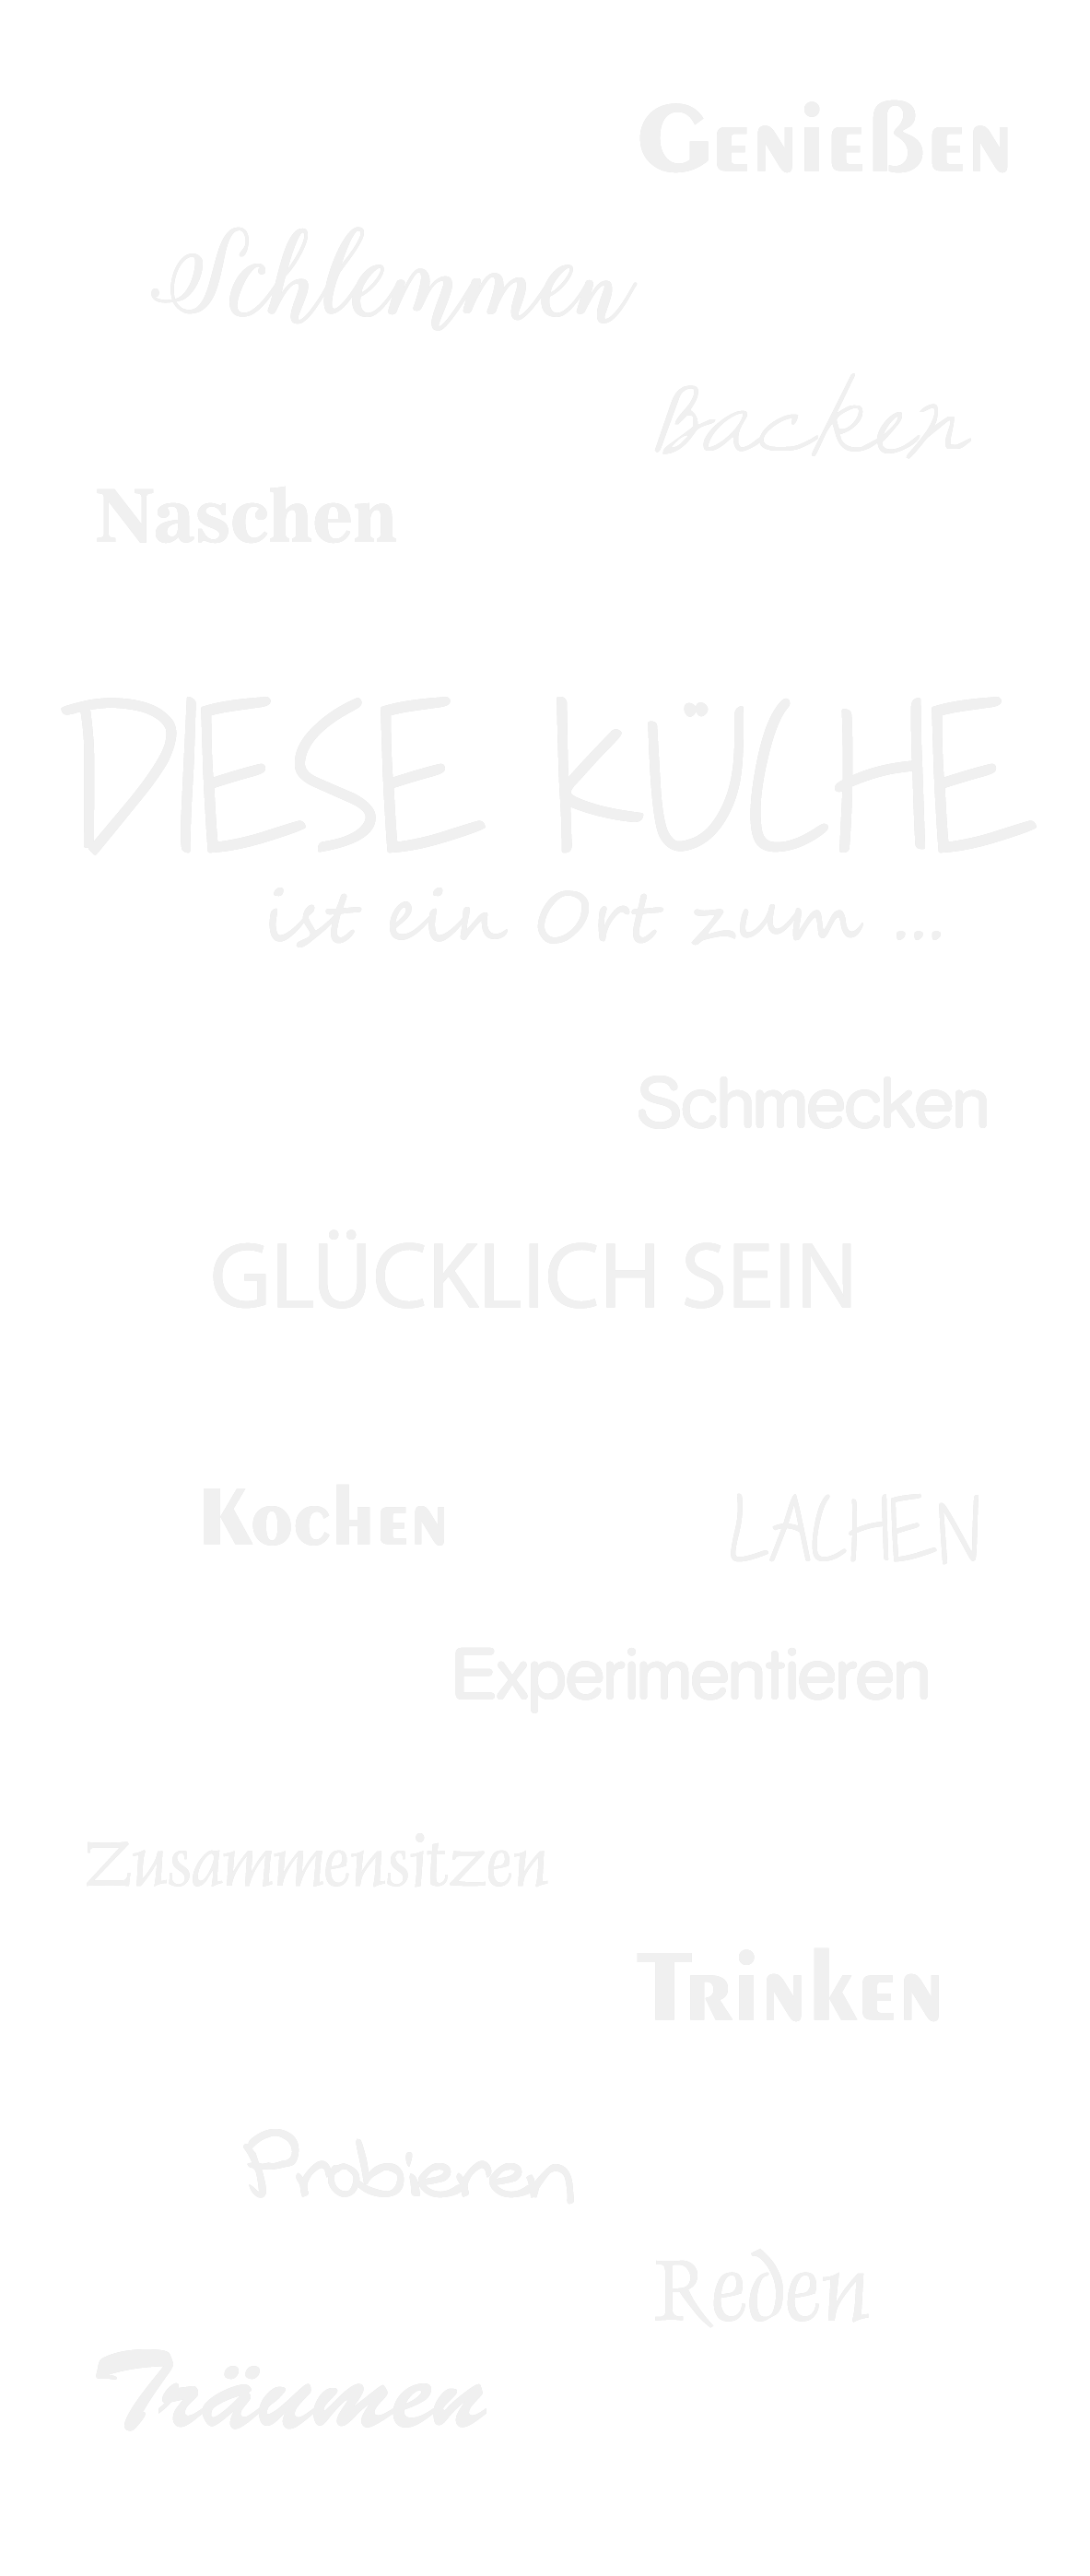 Genießen
Schlemmen
Backen
Naschen
DIESE KÜCHE
ist ein Ort zum ...
Schmecken
GLÜCKLICH SEIN
Kochen
LACHEN
Experimentieren
Zusammensitzen
Trinken
Probieren
Reden
Träumen